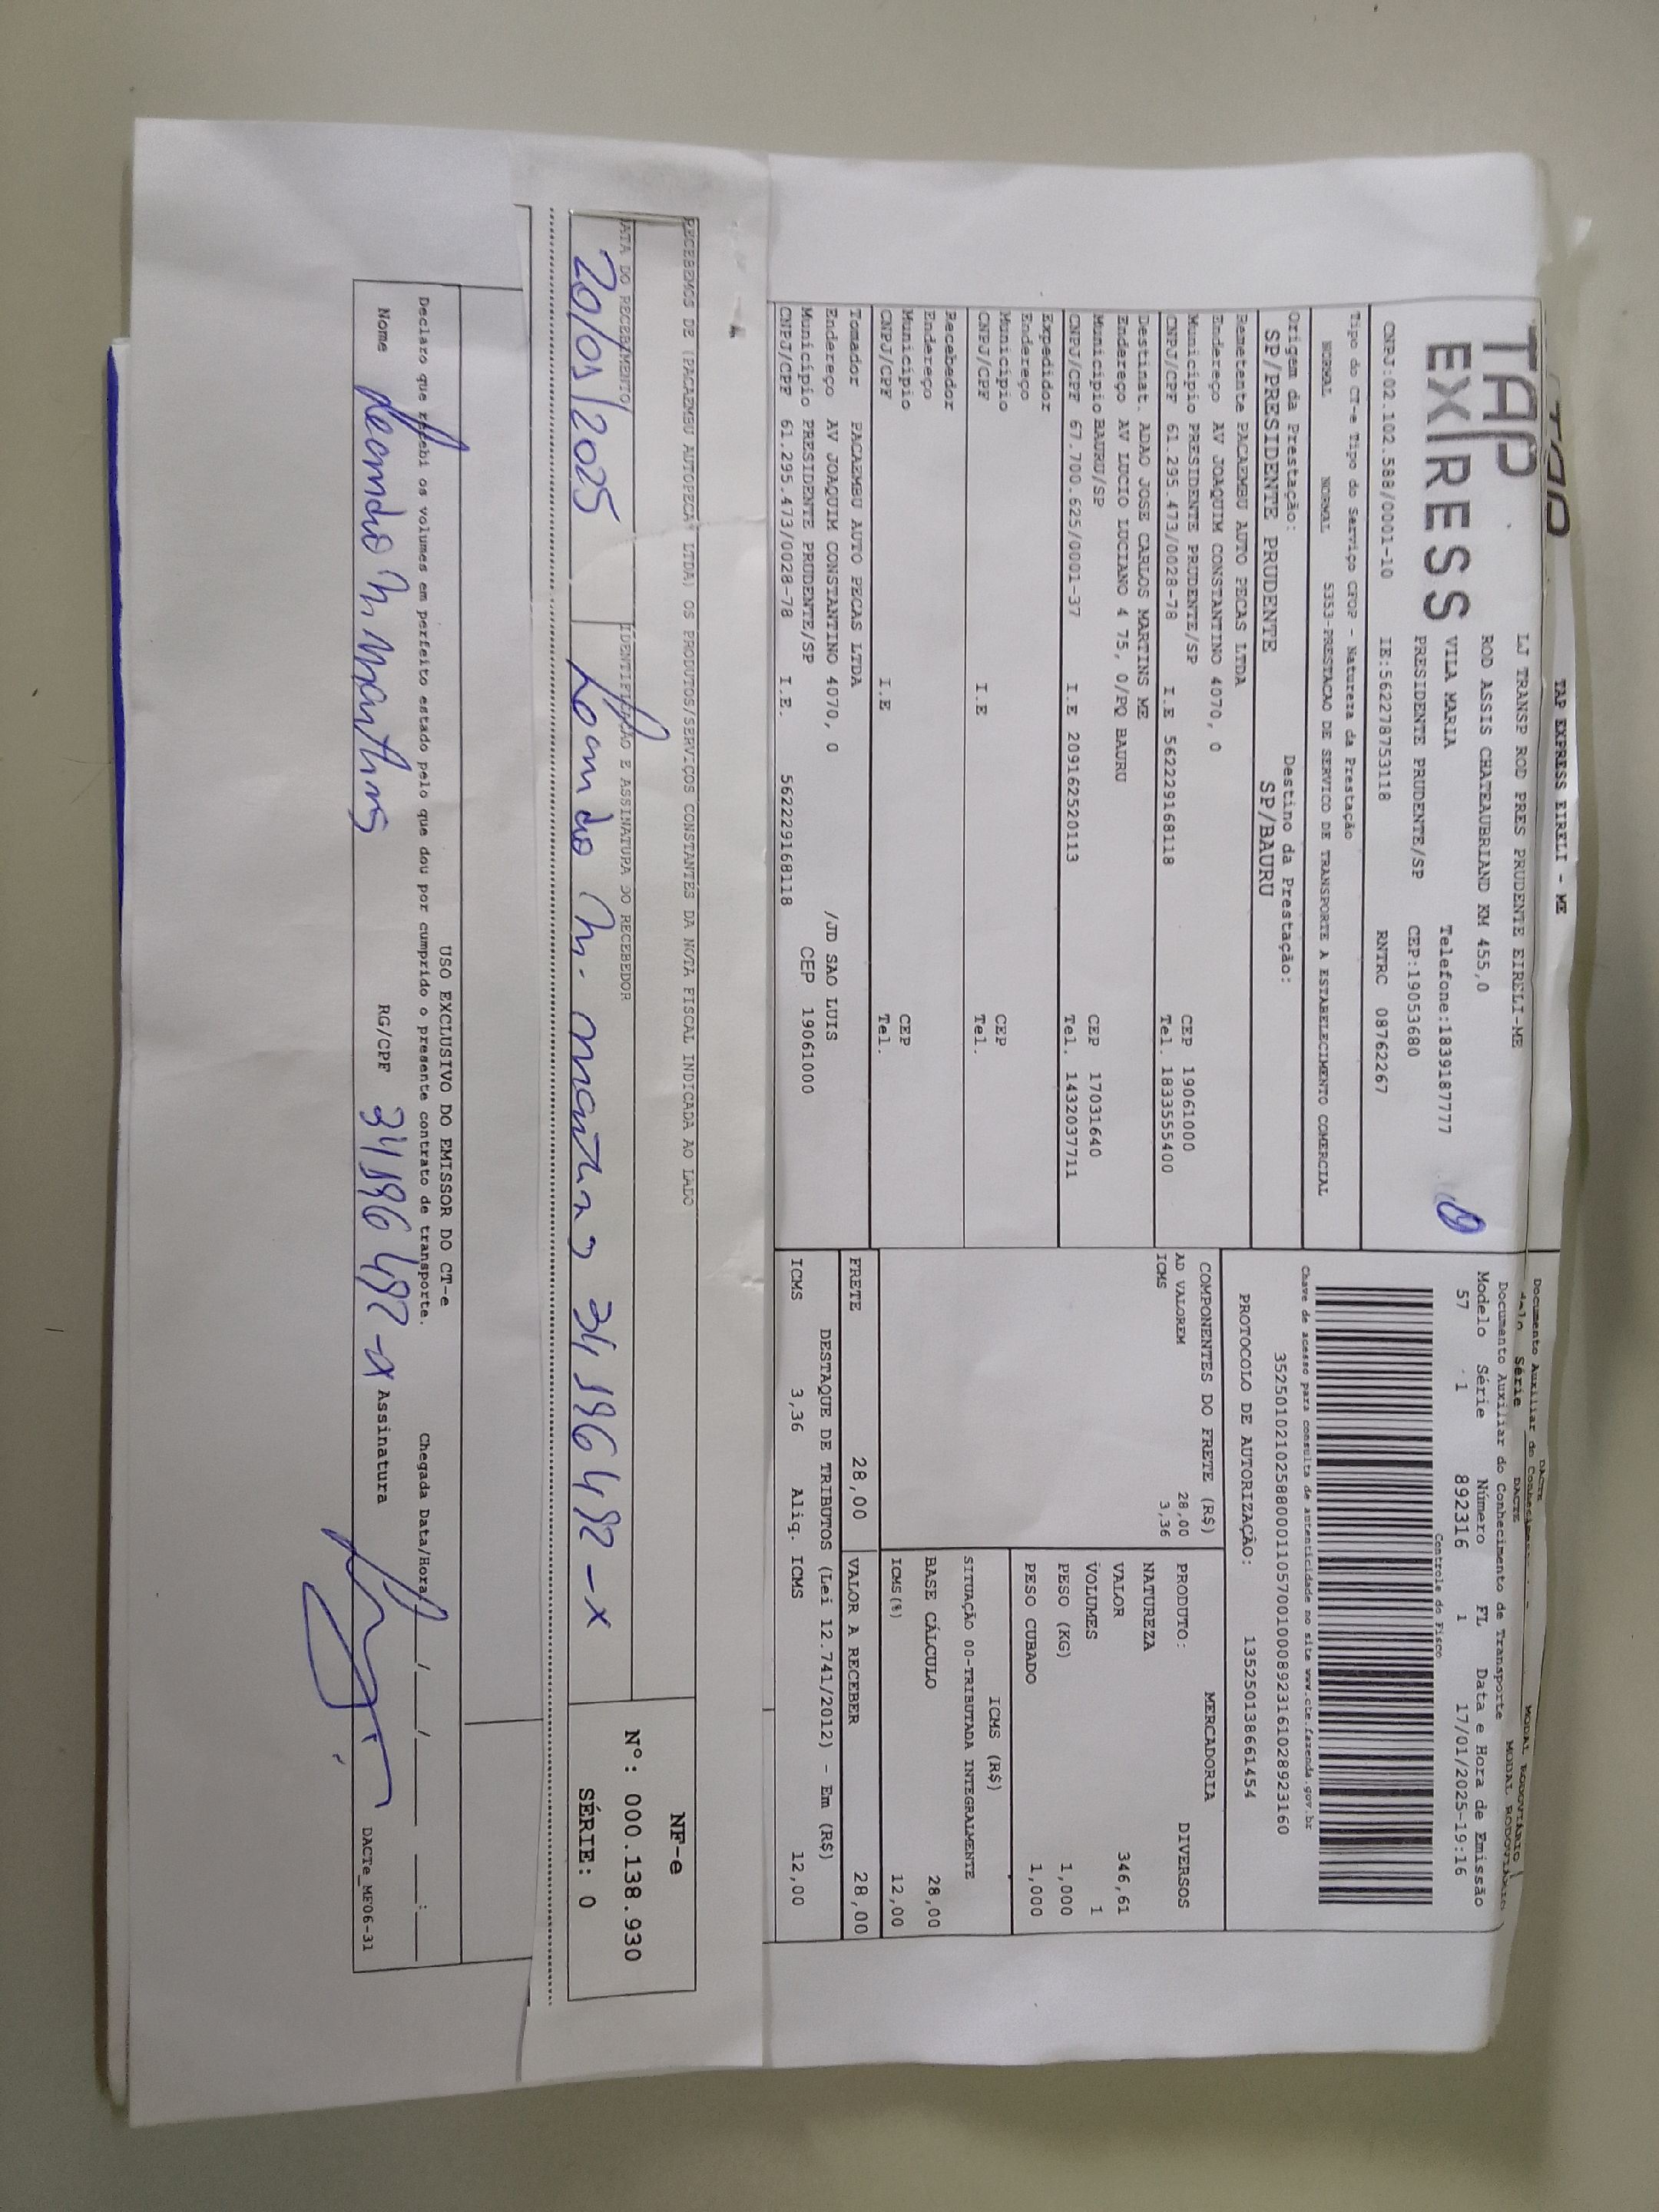 TAP EXPRESS EIRELI - ME
TAP EXPRESS
LJ TRANSP ROD PRES PRUDENTE EIRELI-ME
ROD ASSIS CHATEAUBRIAND KM 455,0
VILA MARIA Telefone:1839187777
PRESIDENTE PRUDENTE/SP CEP:19053680
CNPJ:02.102.588/0001-10 IE:562278753118 RNTRC 08762267
Tipo do CT-e Tipo do Serviço CFOP - Natureza da Prestação
NORMAL NORMAL 5353-PRESTACAO DE SERVICO DE TRANSPORTE A ESTABELECIMENTO COMERCIAL
Origem da Prestação: Destino da Prestação:
SP/PRESIDENTE PRUDENTE SP/BAURU
Remetente PACAEMBU AUTO PECAS LTDA
Endereço AV JOAQUIM CONSTANTINO 4070, 0
Município PRESIDENTE PRUDENTE/SP CEP 19061000
CNPJ/CPF 61.295.473/0028-78 I.E 562229168118 Tel. 1833555400
Destinat. ADAO JOSE CARLOS MARTINS ME
Endereço AV LUCIO LUCIANO 4 75, 0/PQ BAURU
Município BAURU/SP CEP 17031640
CNPJ/CPF 67.700.625/0001-37 I.E 209162520113 Tel. 1432037711
Expedidor
Endereço
Município CEP
CNPJ/CPF I.E Tel.
Recebedor
Endereço
Município CEP
CNPJ/CPF I.E Tel.
Tomador PACAEMBU AUTO PECAS LTDA
Endereço AV JOAQUIM CONSTANTINO 4070, 0 /JD SAO LUIS
Município PRESIDENTE PRUDENTE/SP CEP 19061000
CNPJ/CPF 61.295.473/0028-78 I.E. 562229168118
DACTE
Documento Auxiliar do Conhecimento de Transporte
MODAL RODOVIÁRIO
Modelo Série Número FL Data e Hora de Emissão
57 1 892316 1 17/01/2025-19:16
Controle do Fisco
Chave de acesso para consulta de autenticidade no site www.cte.fazenda.gov.br
35250102102588000110570010008923161028923160
PROTOCOLO DE AUTORIZAÇÃO: 135250138661454
COMPONENTES DO FRETE (R$)
AD VALOREM 28,00
ICMS 3,36
MERCADORIA
PRODUTO: DIVERSOS
NATUREZA
VALOR 346,61
VOLUMES 1
PESO (KG) 1,000
PESO CUBADO 1,000
ICMS (R$)
SITUAÇÃO 00-TRIBUTADA INTEGRALMENTE
BASE CÁLCULO 28,00
ICMS(%) 12,00
FRETE 28,00 VALOR A RECEBER 28,00
DESTAQUE DE TRIBUTOS (Lei 12.741/2012) - Em (R$)
ICMS 3,36 Aliq. ICMS 12,00
RECEBEMOS DE (PACAEMBU AUTOPECAS LTDA) OS PRODUTOS/SERVIÇOS CONSTANTES DA NOTA FISCAL INDICADA AO LADO
DATA DO RECEBIMENTO IDENTIFICAÇÃO E ASSINATURA DO RECEBEDOR
20/01/2025 Leandro M. Martins 34.196.492-x
NF-e
N°: 000.138.930
SÉRIE: 0
USO EXCLUSIVO DO EMISSOR DO CT-e
Declaro que recebi os volumes em perfeito estado pelo que dou por cumprido o presente contrato de transporte. Chegada Data/Hora __/__/____ __:__
Nome Leandro M Martins RG/CPF 34196492-x Assinatura
DACTe_MF06-31